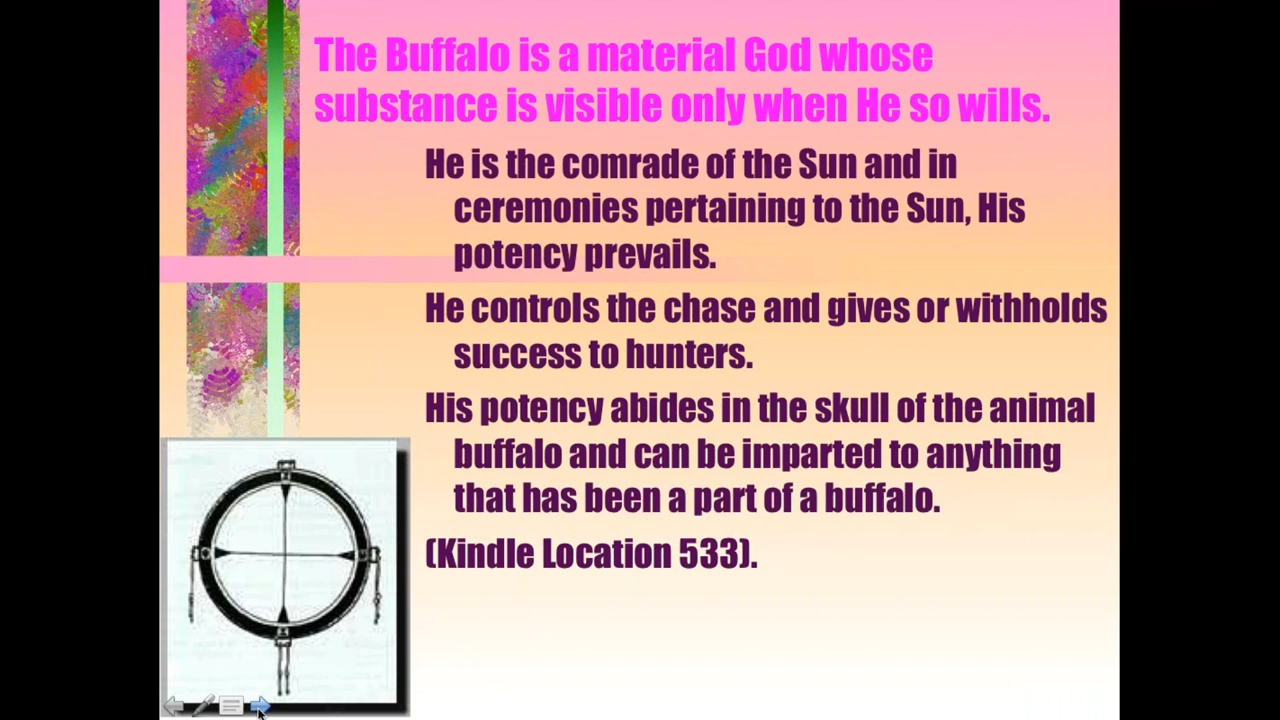 The Buffalo is a material God whose
substance is visible only when He so wills.
He is the comrade of the Sun and in
ceremonies pertaining to the Sun, His
potency prevails.
He controls the chase and gives or withholds
success to hunters.
His potency abides in the skull of the animal
buffalo and can be imparted to anything
that has been a part of a buffalo.
(Kindle Location 533).